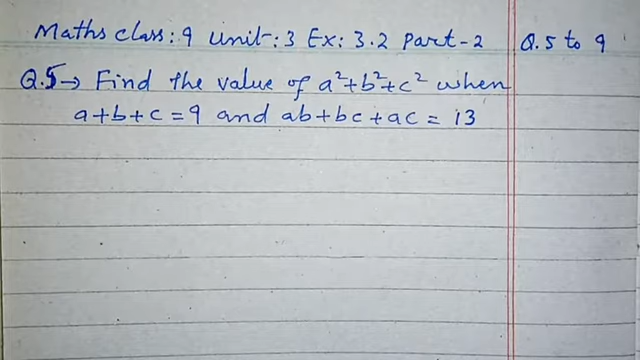 Maths class: 9 unit: 3 Ex: 3.2 Part-2 Q.5 to 9
Q.5→ Find the value of a²+b²+c² when
a+b+c=9 and ab+bc+ac = 13